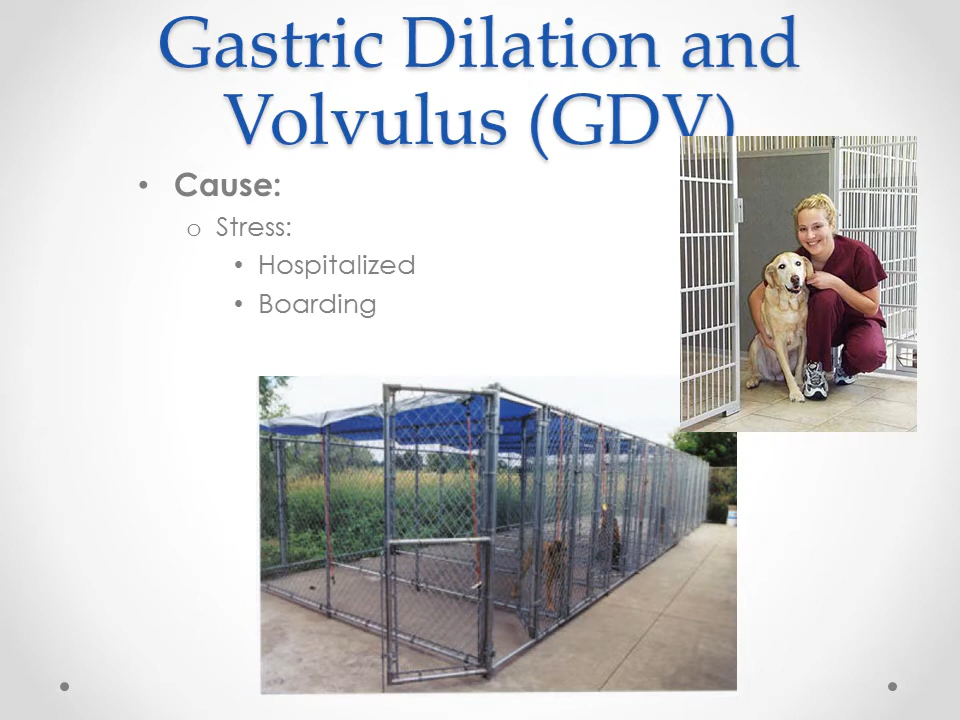 Gastric Dilation and
Volvulus (GDV)
• Cause:
o Stress:
• Hospitalized
• Boarding